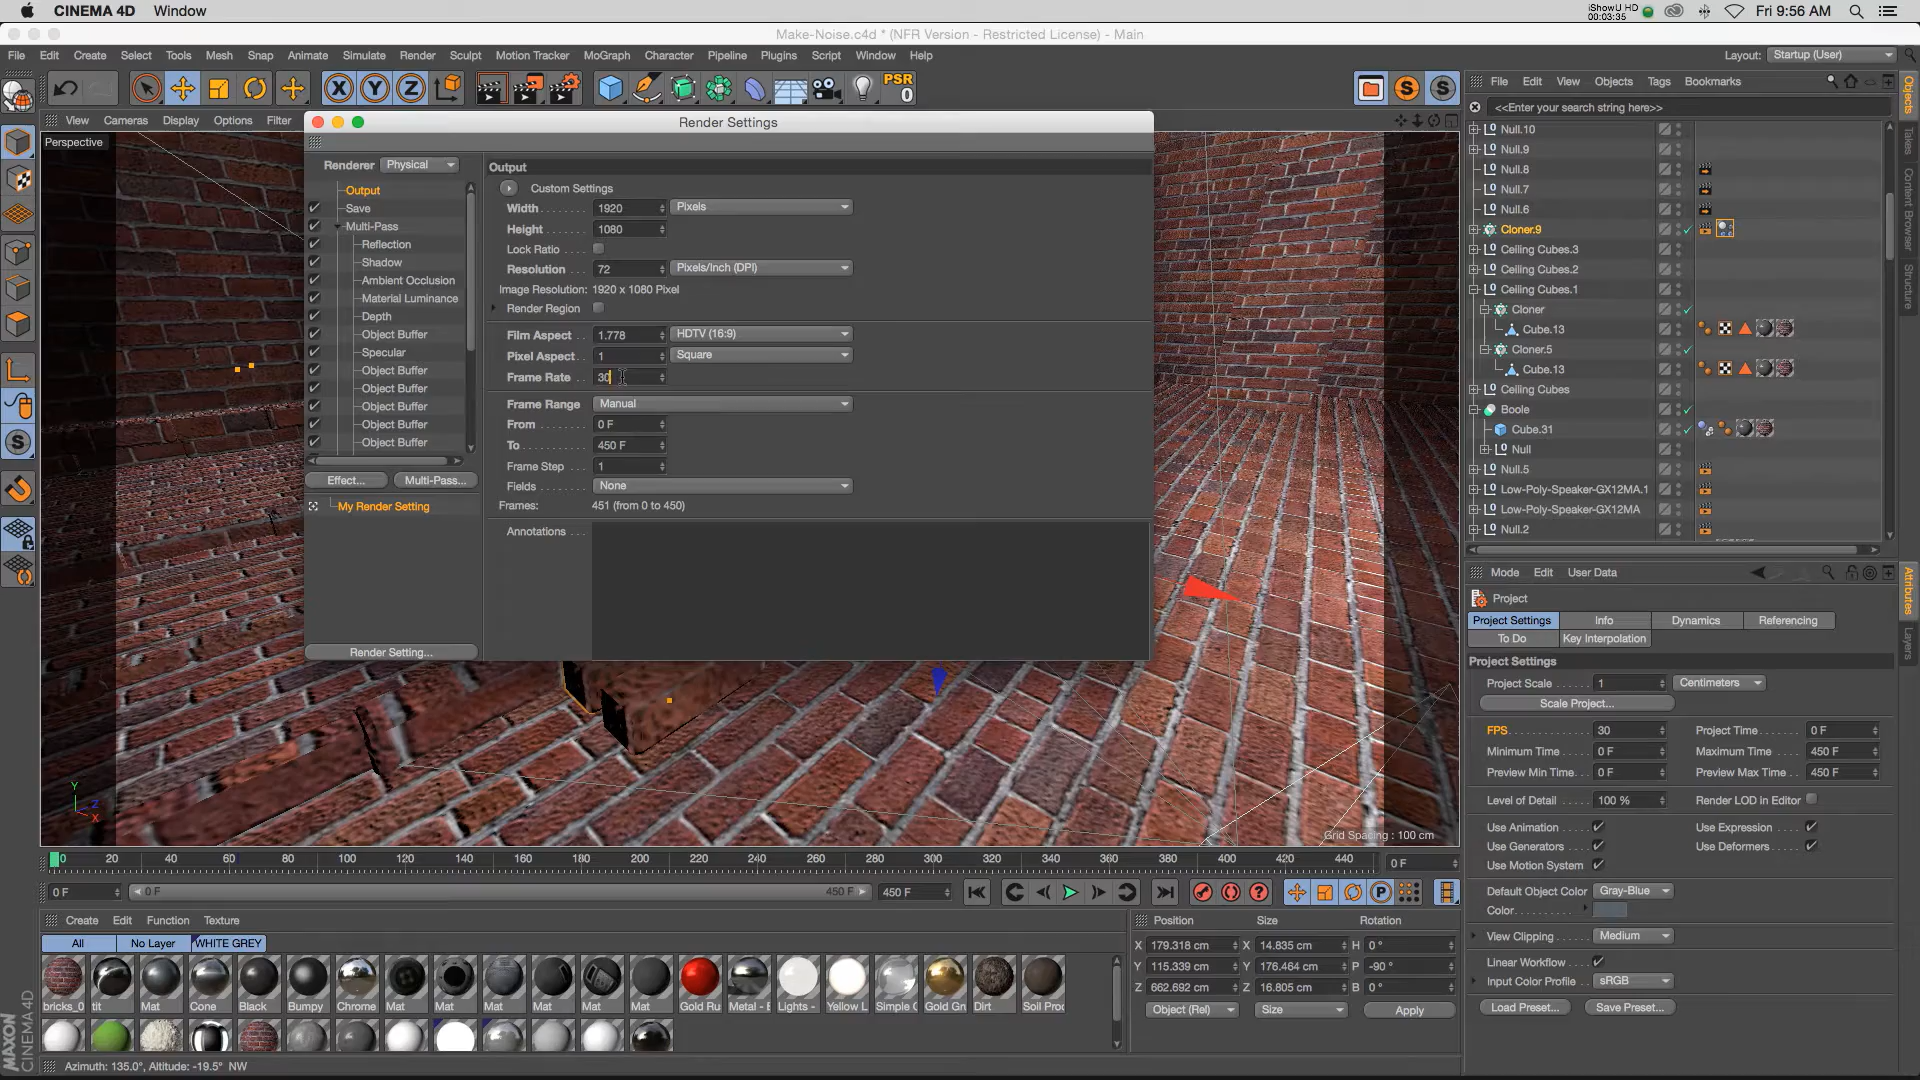 CINEMA 4D Window
iShowU HD
00:03:35
Fri 9:56 AM
Make-Noise.c4d * (NFR Version - Restricted License) - Main
File Edit Create Select Tools Mesh Snap Animate Simulate Render Sculpt Motion Tracker MoGraph Character Pipeline Plugins Script Window Help
Layout: Startup (User)
X Y Z
PSR
0
S S
File Edit View Objects Tags Bookmarks
<<Enter your search string here>>
View Cameras Display Options Filter
Perspective
Render Settings
Renderer Physical
Output
Save
Multi-Pass
Reflection
Shadow
Ambient Occlusion
Material Luminance
Depth
Object Buffer
Specular
Object Buffer
Object Buffer
Object Buffer
Object Buffer
Object Buffer
Effect... Multi-Pass...
My Render Setting
Render Setting...
Output
Custom Settings
Width 1920 Pixels
Height 1080
Lock Ratio
Resolution 72 Pixels/Inch (DPI)
Image Resolution: 1920 x 1080 Pixel
Render Region
Film Aspect 1.778 HDTV (16:9)
Pixel Aspect 1 Square
Frame Rate 30
Frame Range Manual
From 0 F
To 450 F
Frame Step 1
Fields None
Frames: 451 (from 0 to 450)
Annotations
Null.10
Null.9
Null.8
Null.7
Null.6
Cloner.9
Ceiling Cubes.3
Ceiling Cubes.2
Ceiling Cubes.1
Cloner
Cube.13
Cloner.5
Cube.13
Ceiling Cubes
Boole
Cube.31
Null
Null.5
Low-Poly-Speaker-GX12MA.1
Low-Poly-Speaker-GX12MA
Null.2
Objects
Takes
Content Browser
Structure
Attributes
Layers
Mode Edit User Data
Project
Project Settings Info Dynamics Referencing
To Do Key Interpolation
Project Settings
Project Scale 1 Centimeters
Scale Project...
FPS 30 Project Time 0 F
Minimum Time 0 F Maximum Time 450 F
Preview Min Time 0 F Preview Max Time 450 F
Level of Detail 100 % Render LOD in Editor
Use Animation Use Expression
Use Generators Use Deformers
Use Motion System
Default Object Color Gray-Blue
Color
View Clipping Medium
Linear Workflow
Input Color Profile sRGB
Load Preset... Save Preset...
Y
Z
X
Grid Spacing : 100 cm
0 20 40 60 80 100 120 140 160 180 200 220 240 260 280 300 320 340 360 380 400 420 440 0 F
0 F 0 F 450 F 450 F
P
Create Edit Function Texture
All No Layer WHITE GREY
bricks_0 tit Mat Cone Black Bumpy Chrome Mat Mat Mat Mat Mat Mat Gold Ru Metal - Lights - Yellow L Simple Gold Gn Dirt Soil Proc
Position Size Rotation
X 179.318 cm X 14.835 cm H 0 °
Y 115.339 cm Y 176.464 cm P -90 °
Z 662.692 cm Z 16.805 cm B 0 °
Object (Rel) Size Apply
MAXON
CINEMA 4D
Azimuth: 135.0°, Altitude: -19.5° NW